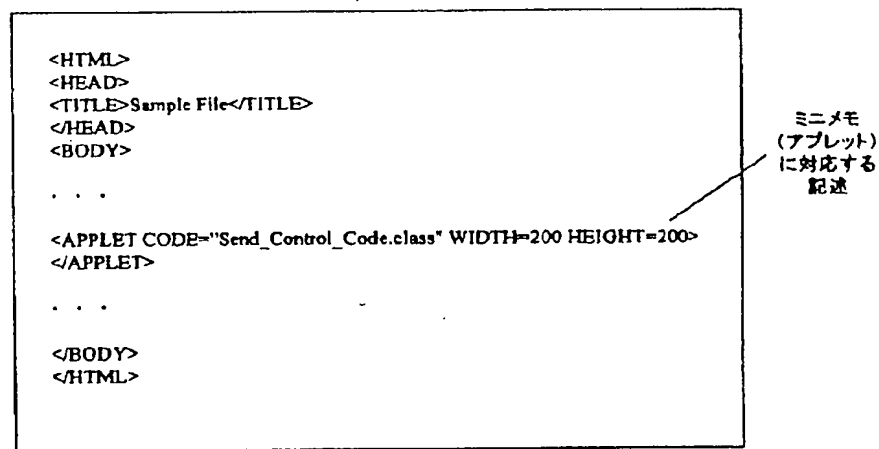 <HTML>
<HEAD>
<TITLE>Sample File</TITLE>
</HEAD>
<BODY>
. . .
<APPLET CODE="Send_Control_Code.class" WIDTH=200 HEIGHT=200>
</APPLET>
. . .
</BODY>
</HTML>
ミニメモ
(アプレット)
に対応する
記述